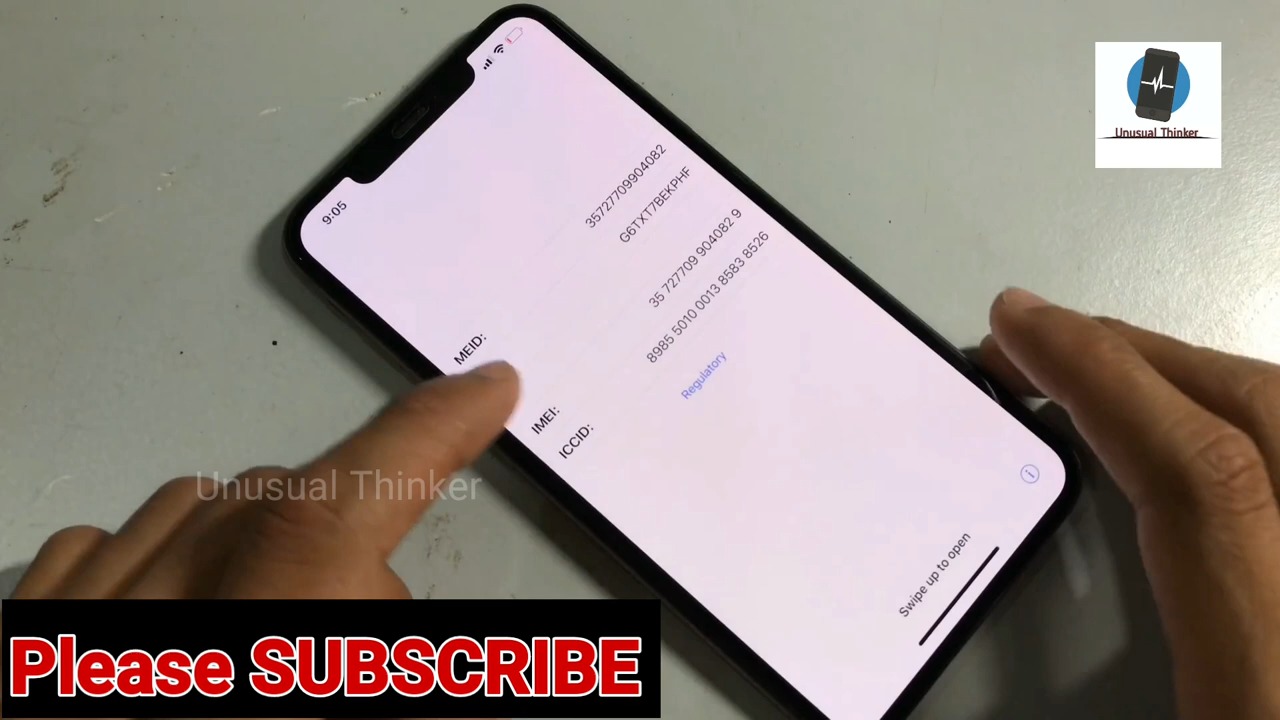 9:05
MEID:
35727709904082
G6TXT7BEKPHF
IMEI:
35 727709 904082 9
ICCID:
8985 5010 0013 8583 8526
Regulatory
Swipe up to open
Unusual Thinker
Unusual Thinker
Please SUBSCRIBE